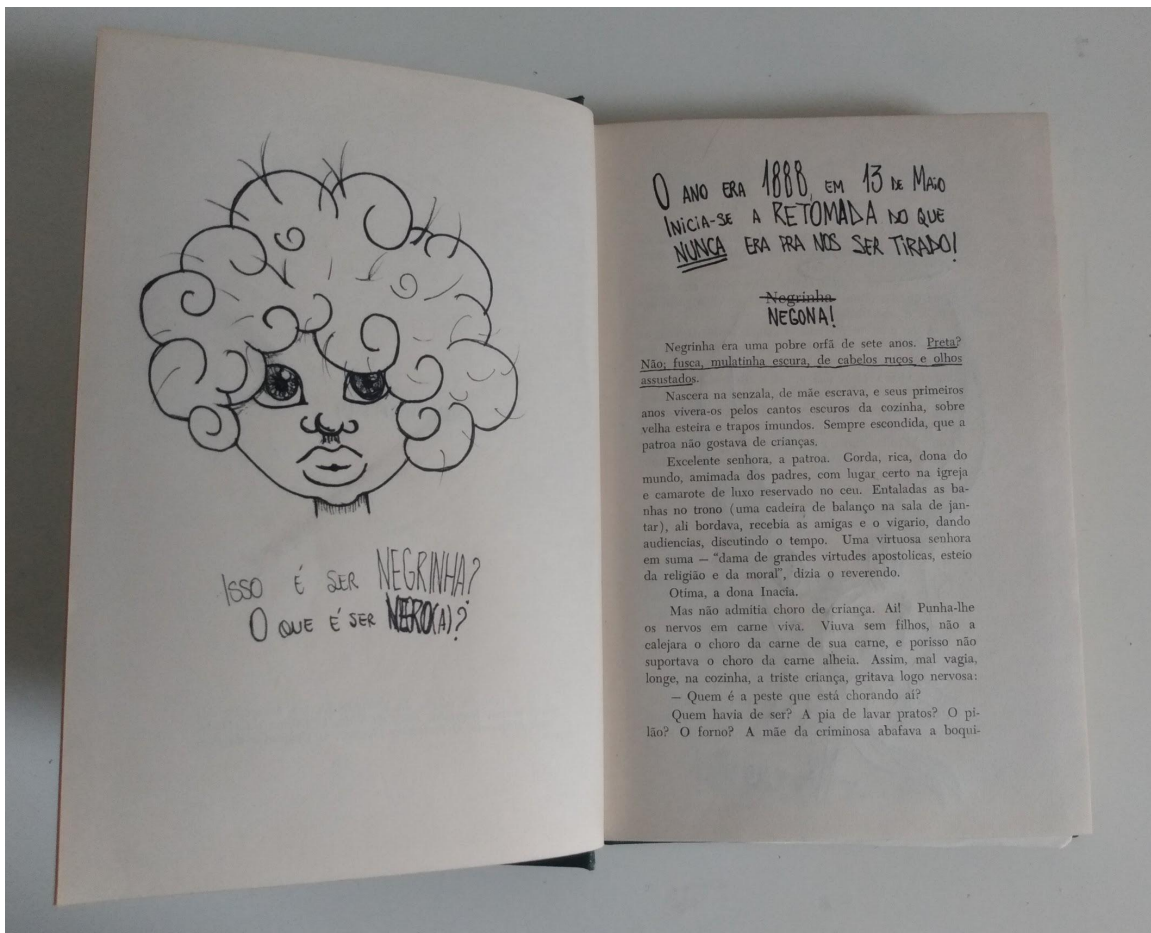 ISSO É SER NEGRINHA?
O QUE É SER NERO(A)?
O ANO ERA 1888, EM 13 DE MAIO
INICIA-SE A RETOMADA DO QUE
NUNCA ERA PRA NOS SER TIRADO!
Negrinha
NEGONA!
Negrinha era uma pobre orfã de sete anos. Preta?
Não; fusca, mulatinha escura, de cabelos ruços e olhos
assustados.
Nascera na senzala, de mãe escrava, e seus primeiros
anos vivera-os pelos cantos escuros da cozinha, sobre
velha esteira e trapos imundos. Sempre escondida, que a
patroa não gostava de crianças.
Excelente senhora, a patroa. Gorda, rica, dona do
mundo, amimada dos padres, com lugar certo na igreja
e camarote de luxo reservado no ceu. Entaladas as ba-
nhas no trono (uma cadeira de balanço na sala de jan-
tar), ali bordava, recebia as amigas e o vigario, dando
audiencias, discutindo o tempo. Uma virtuosa senhora
em suma — “dama de grandes virtudes apostolicas, esteio
da religião e da moral”, dizia o reverendo.
Otima, a dona Inacia.
Mas não admitia choro de criança. Ai! Punha-lhe
os nervos em carne viva. Viuva sem filhos, não a
calejara o choro da carne de sua carne, e porisso não
suportava o choro da carne alheia. Assim, mal vagia,
longe, na cozinha, a triste criança, gritava logo nervosa:
— Quem é a peste que está chorando ai?
Quem havia de ser? A pia de lavar pratos? O pi-
lão? O forno? A mãe da criminosa abafava a boqui-